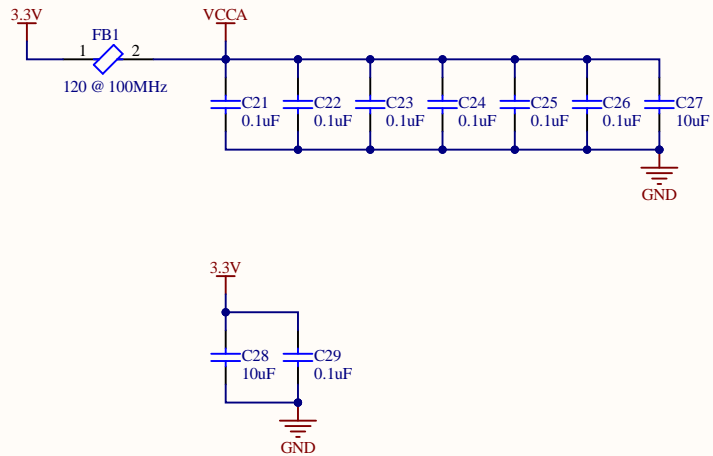 3.3V
VCCA
FB1
1 2
120 @ 100MHz
C21 C22 C23 C24 C25 C26 C27
0.1uF 0.1uF 0.1uF 0.1uF 0.1uF 0.1uF 10uF
GND
3.3V
C28 C29
10uF 0.1uF
GND